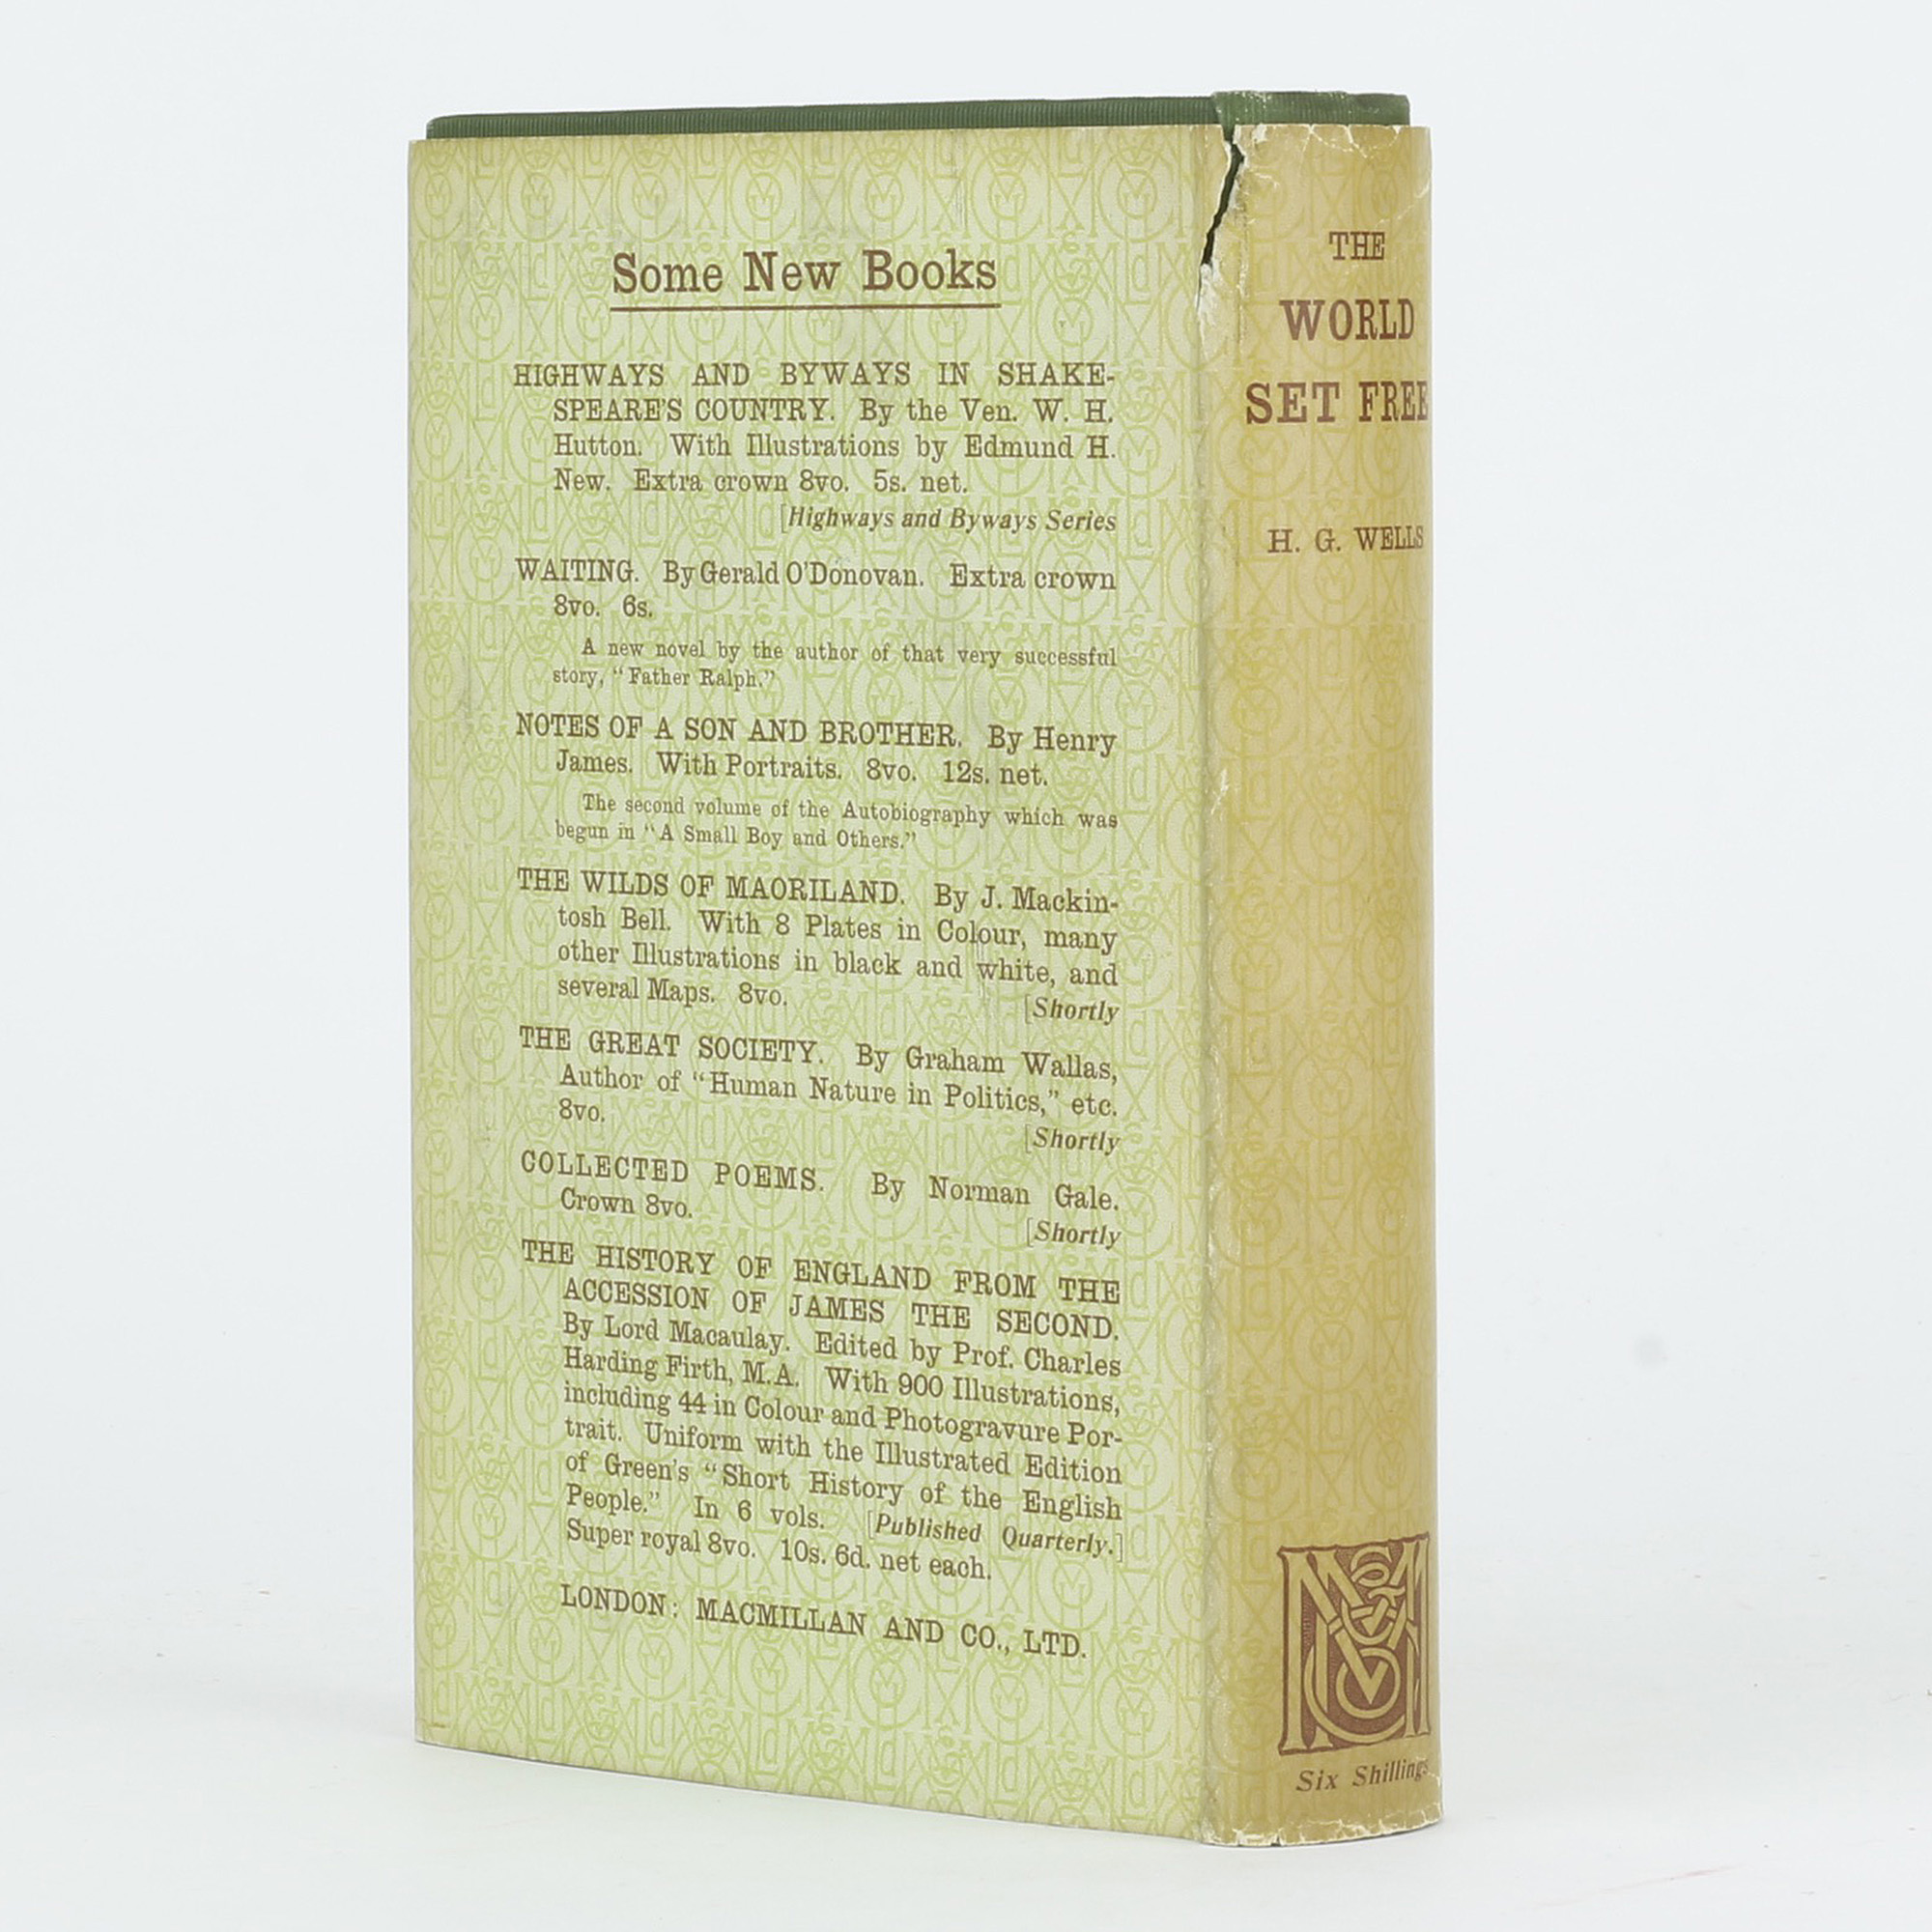 Some New Books
HIGHWAYS AND BYWAYS IN SHAKE-
SPEARE'S COUNTRY. By the Ven. W. H.
Hutton. With Illustrations by Edmund H.
New. Extra crown 8vo. 5s. net.
[Highways and Byways Series
WAITING. By Gerald O'Donovan. Extra crown
8vo. 6s.
A new novel by the author of that very successful
story, "Father Ralph."
NOTES OF A SON AND BROTHER. By Henry
James. With Portraits. 8vo. 12s. net.
The second volume of the Autobiography which was
begun in "A Small Boy and Others."
THE WILDS OF MAORILAND. By J. Mackin-
tosh Bell. With 8 Plates in Colour, many
other Illustrations in black and white, and
several Maps. 8vo. [Shortly
THE GREAT SOCIETY. By Graham Wallas,
Author of "Human Nature in Politics," etc.
8vo. [Shortly
COLLECTED POEMS. By Norman Gale.
Crown 8vo. [Shortly
THE HISTORY OF ENGLAND FROM THE
ACCESSION OF JAMES THE SECOND.
By Lord Macaulay. Edited by Prof. Charles
Harding Firth, M.A. With 900 Illustrations,
including 44 in Colour and Photogravure Por-
trait. Uniform with the Illustrated Edition
of Green's "Short History of the English
People." In 6 vols. [Published Quarterly.]
Super royal 8vo. 10s. 6d. net each.
LONDON: MACMILLAN AND CO., LTD.
THE
WORLD
SET FREE
H. G. WELLS
M & Co
Six Shillings